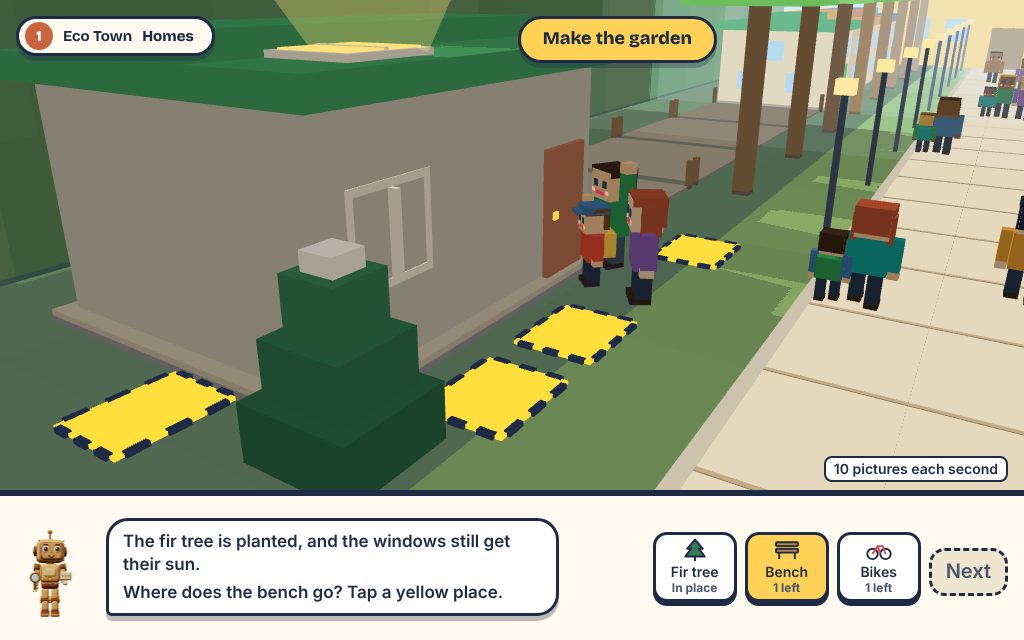 1 Eco Town Homes
Make the garden
10 pictures each second
The fir tree is planted, and the windows still get
their sun.
Where does the bench go? Tap a yellow place.
Fir tree
In place
Bench
1 left
Bikes
1 left
Next